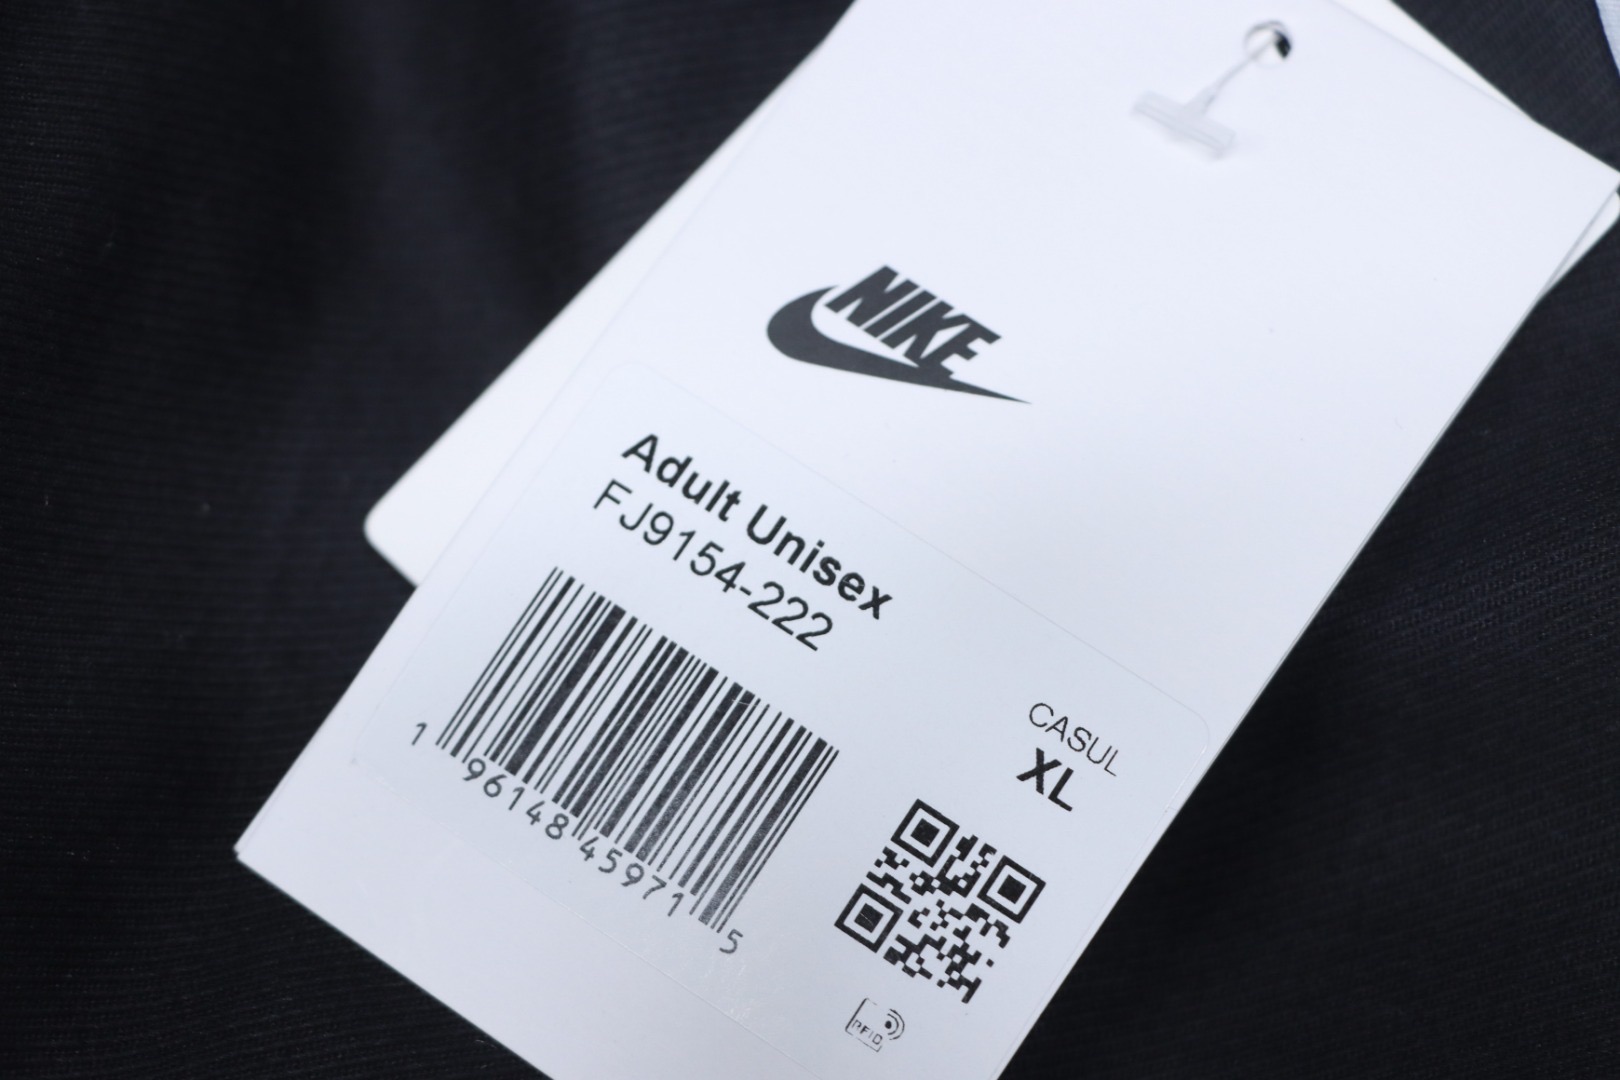 NIKE
Adult Unisex
FJ9154-222
CASUL
XL
1 96148 45971 5
RFID